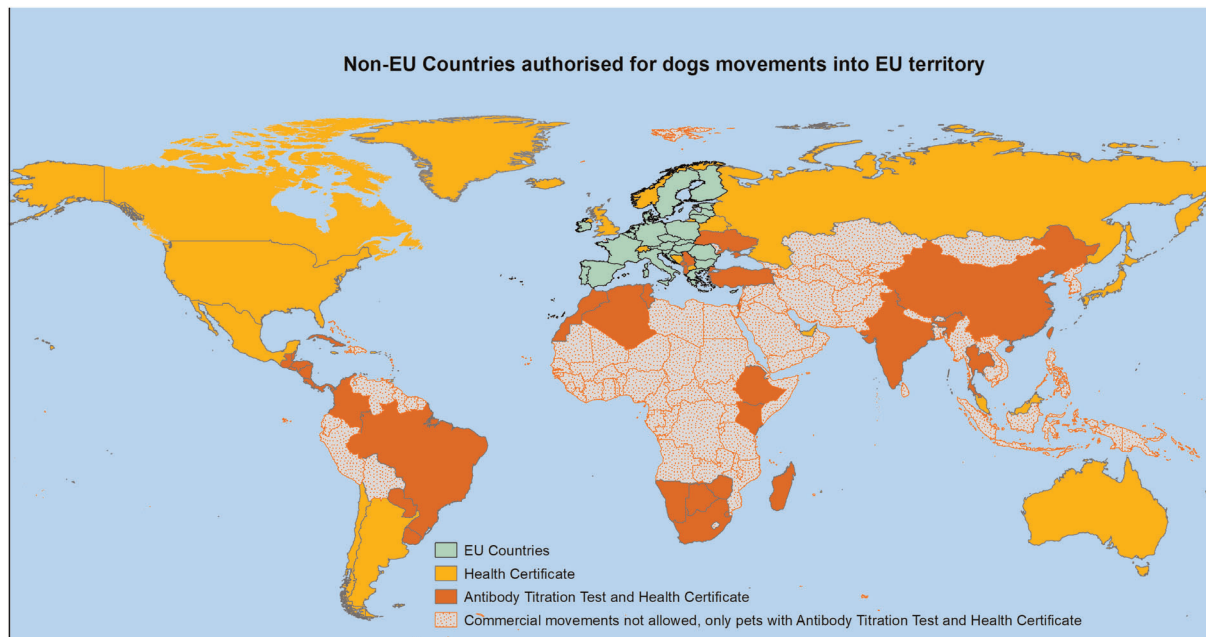 Non-EU Countries authorised for dogs movements into EU territory
EU Countries
Health Certificate
Antibody Titration Test and Health Certificate
Commercial movements not allowed, only pets with Antibody Titration Test and Health Certificate